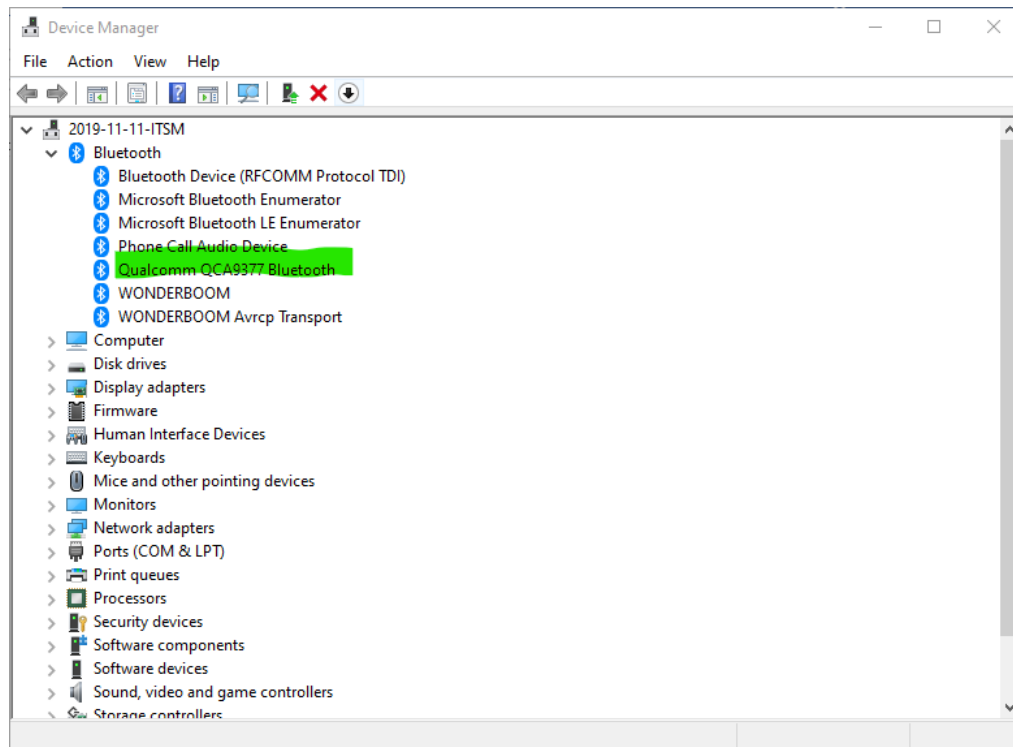 Device Manager
File Action View Help
2019-11-11-ITSM
Bluetooth
Bluetooth Device (RFCOMM Protocol TDI)
Microsoft Bluetooth Enumerator
Microsoft Bluetooth LE Enumerator
Phone Call Audio Device
Qualcomm QCA9377 Bluetooth
WONDERBOOM
WONDERBOOM Avrcp Transport
Computer
Disk drives
Display adapters
Firmware
Human Interface Devices
Keyboards
Mice and other pointing devices
Monitors
Network adapters
Ports (COM & LPT)
Print queues
Processors
Security devices
Software components
Software devices
Sound, video and game controllers
Storage controllers